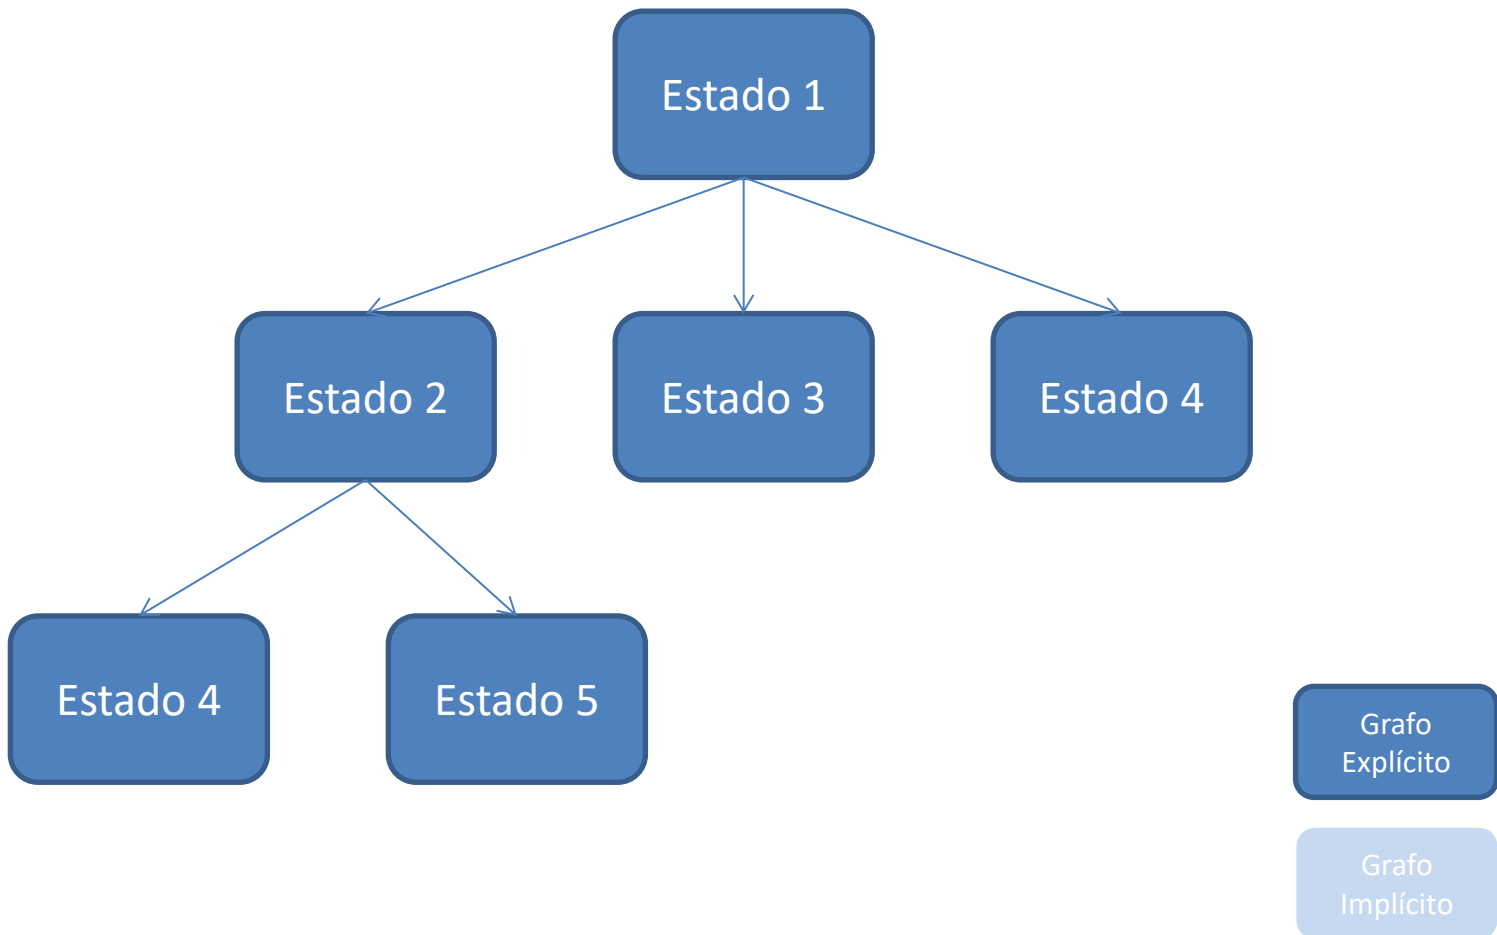 Estado 1
Estado 2
Estado 3
Estado 4
Estado 4
Estado 5
Grafo
Explícito
Grafo
Implícito